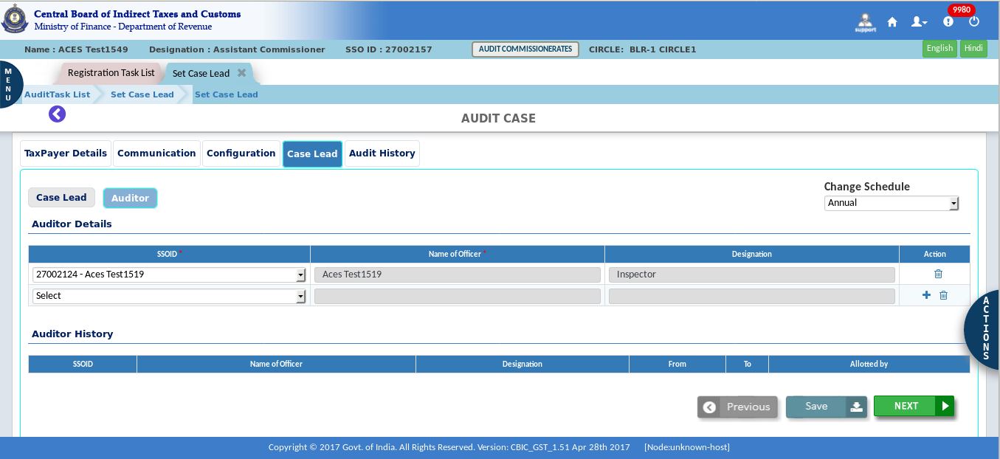 Central Board of Indirect Taxes and Customs
Ministry of Finance - Department of Revenue
support
9980
Name : ACES Test1549 Designation : Assistant Commissioner SSO ID : 27002157 AUDIT COMMISSIONERATES CIRCLE: BLR-1 CIRCLE1 English Hindi
MENU
Registration Task List Set Case Lead
AuditTask List Set Case Lead Set Case Lead
AUDIT CASE
TaxPayer Details Communication Configuration Case Lead Audit History
Change Schedule
Case Lead Auditor
Annual
Auditor Details
SSOID * Name of Officer * Designation Action
27002124 - Aces Test1519 Aces Test1519 Inspector
Select
ACTIONS
Auditor History
SSOID Name of Officer Designation From To Allotted by
Previous Save NEXT
Copyright © 2017 Govt. of India. All Rights Reserved. Version: CBIC_GST_1.51 Apr 28th 2017 [Node:unknown-host]